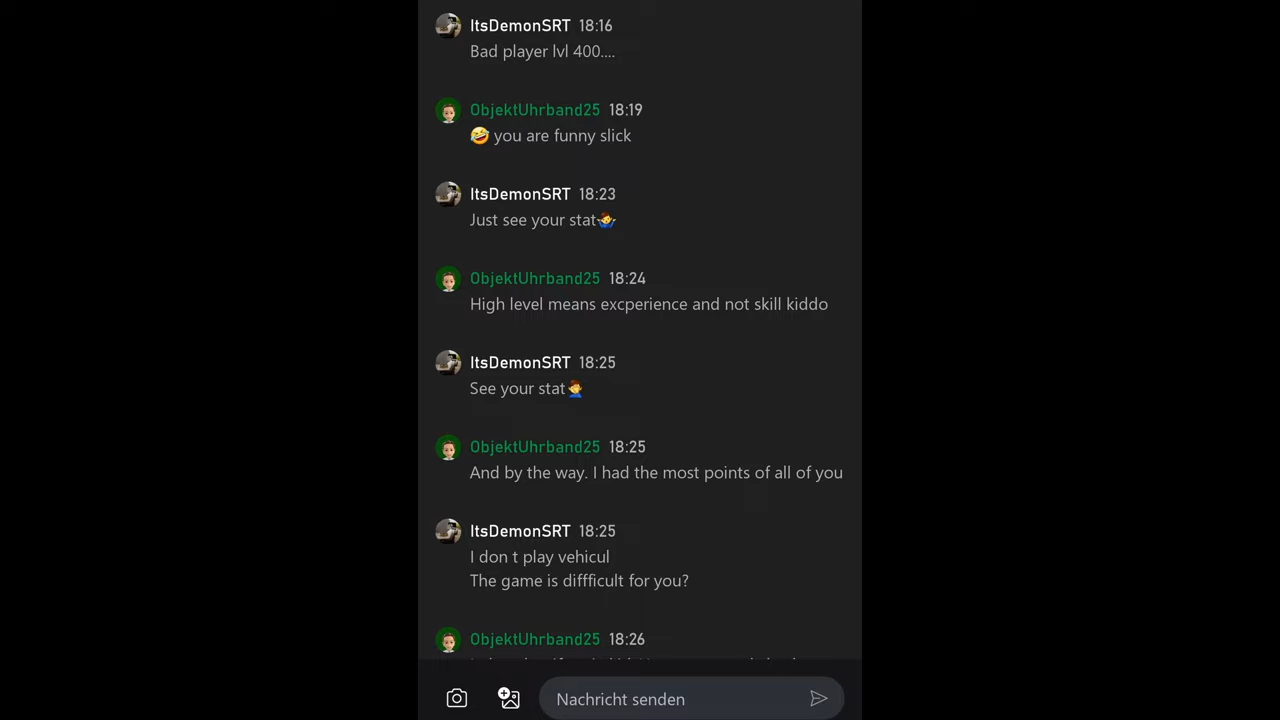 ItsDemonSRT 18:16
Bad player lvl 400....
ObjektUhrband25 18:19
🤣 you are funny slick
ItsDemonSRT 18:23
Just see your stat🤷‍♂️
ObjektUhrband25 18:24
High level means excperience and not skill kiddo
ItsDemonSRT 18:25
See your stat🙍‍♂️
ObjektUhrband25 18:25
And by the way. I had the most points of all of you
ItsDemonSRT 18:25
I don t play vehicul
The game is diffficult for you?
ObjektUhrband25 18:26
Nachricht senden